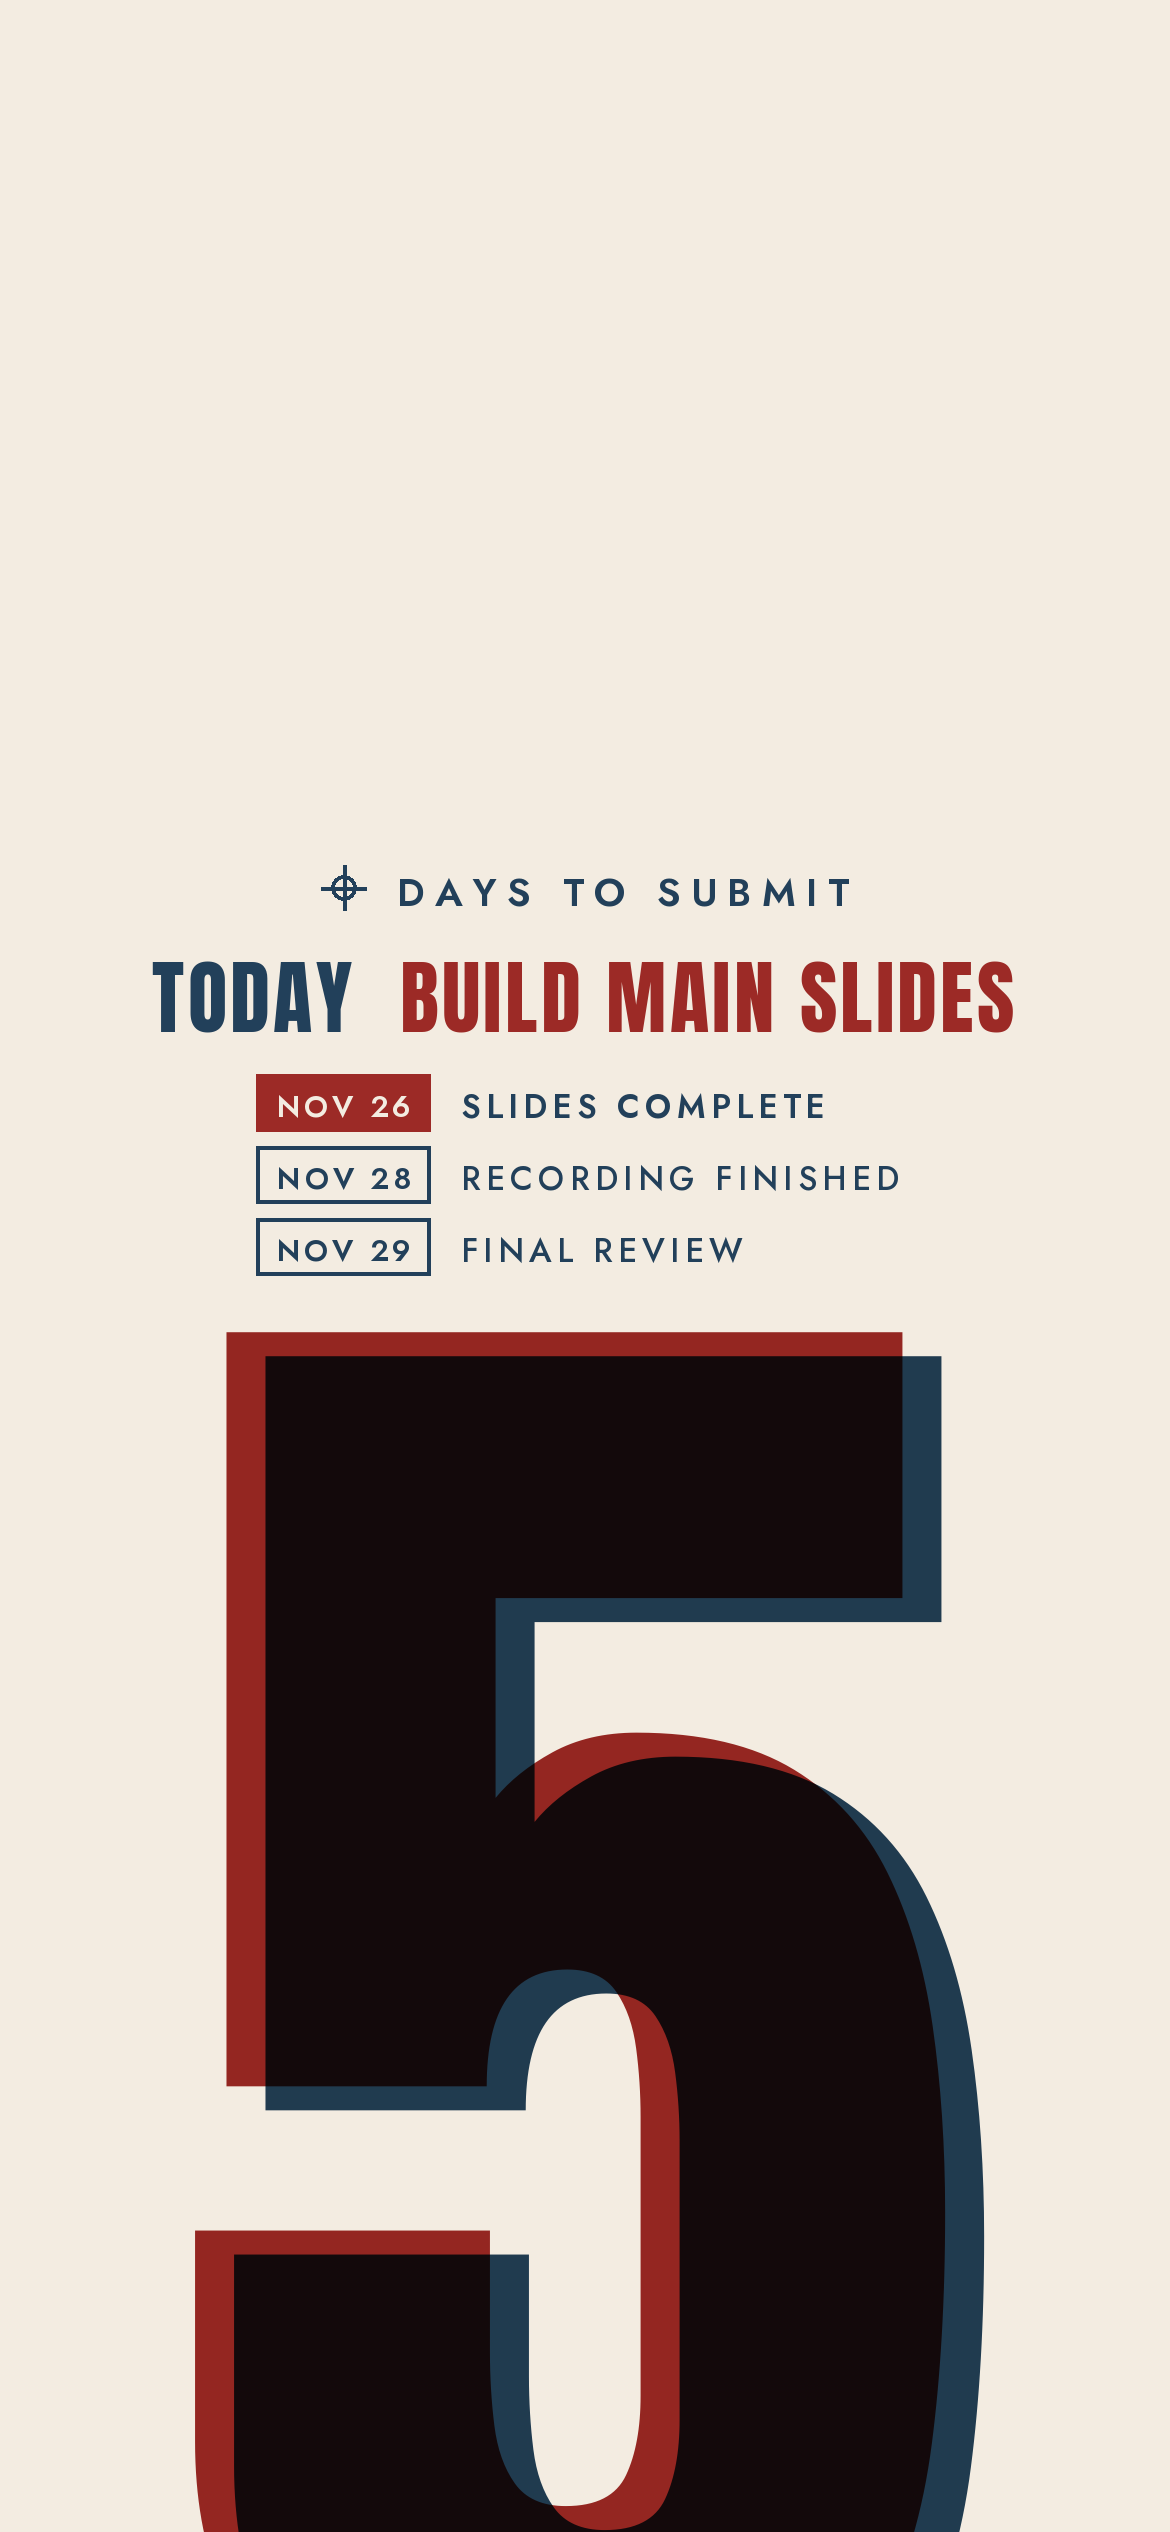 DAYS TO SUBMIT
TODAY BUILD MAIN SLIDES
NOV 26 SLIDES COMPLETE
NOV 28 RECORDING FINISHED
NOV 29 FINAL REVIEW
5